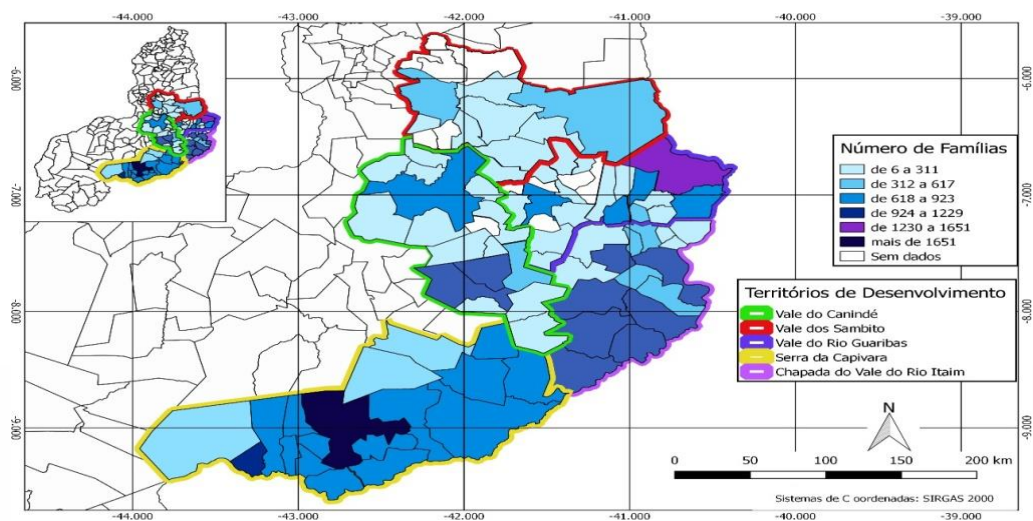 -44.000 -43.000 -42.000 -41.000 -40.000 -39.000
-6.000 -6.000
-7.000 -7.000
-8.000 -8.000
-9.000 -9.000
Número de Famílias
de 6 a 311
de 312 a 617
de 618 a 923
de 924 a 1229
de 1230 a 1651
mais de 1651
Sem dados
Territórios de Desenvolvimento
Vale do Canindé
Vale dos Sambito
Vale do Rio Guaribas
Serra da Capivara
Chapada do Vale do Rio Itaim
N
0 50 100 150 200 km
Sistemas de C oordenadas: SIRGAS 2000
-44.000 -43.000 -42.000 -41.000 -40.000 -39.000